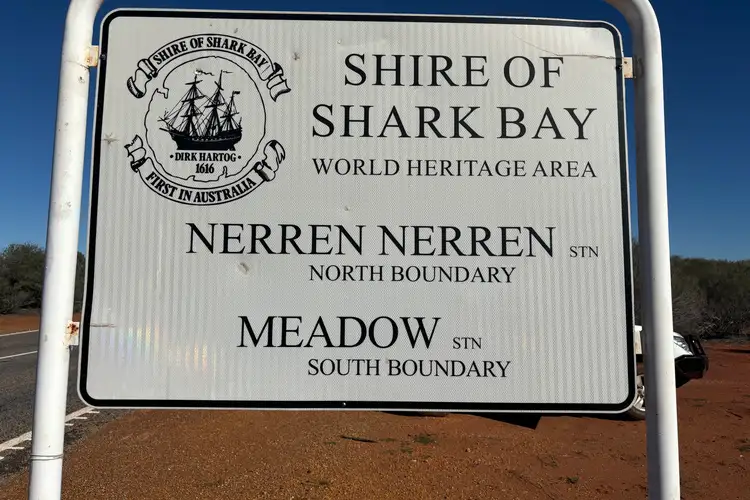 SHIRE OF SHARK BAY
• DIRK HARTOG •
1616
FIRST IN AUSTRALIA
SHIRE OF
SHARK BAY
WORLD HERITAGE AREA
NERREN NERREN STN
NORTH BOUNDARY
MEADOW STN
SOUTH BOUNDARY